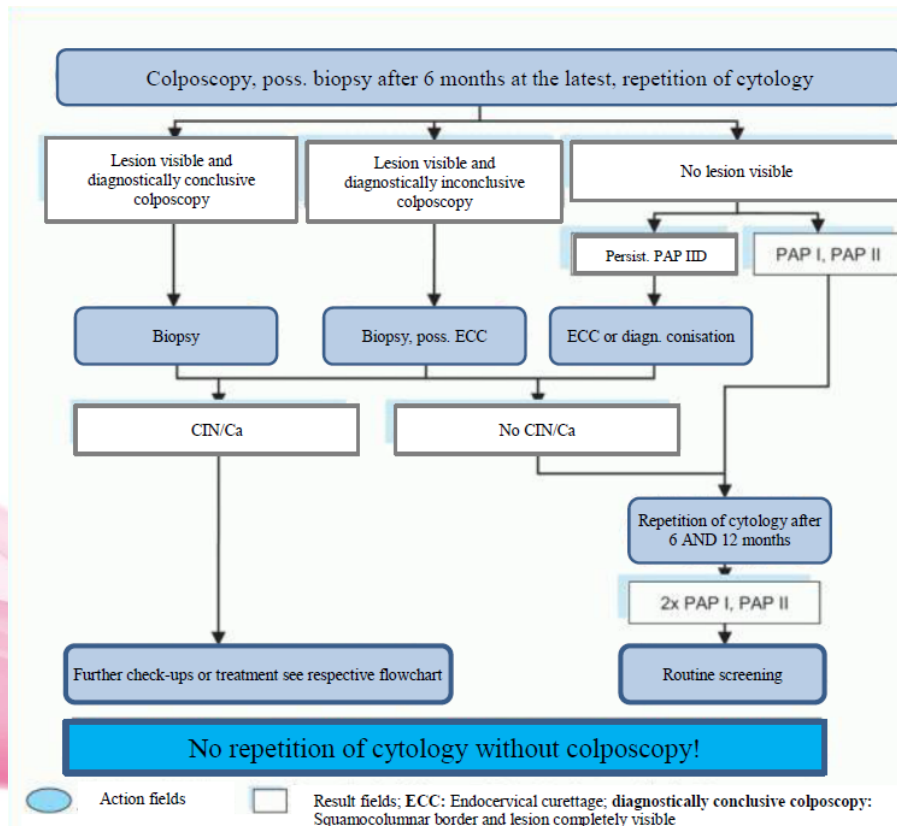 Colposcopy, poss. biopsy after 6 months at the latest, repetition of cytology
Lesion visible and
diagnostically conclusive
colposcopy
Lesion visible and
diagnostically inconclusive
colposcopy
No lesion visible
Persist. PAP IID
PAP I, PAP II
Biopsy
Biopsy, poss. ECC
ECC or diagn. conisation
CIN/Ca
No CIN/Ca
Repetition of cytology after
6 AND 12 months
2x PAP I, PAP II
Further check-ups or treatment see respective flowchart
Routine screening
No repetition of cytology without colposcopy!
Action fields
Result fields; ECC: Endocervical curettage; diagnostically conclusive colposcopy:
Squamocolumnar border and lesion completely visible